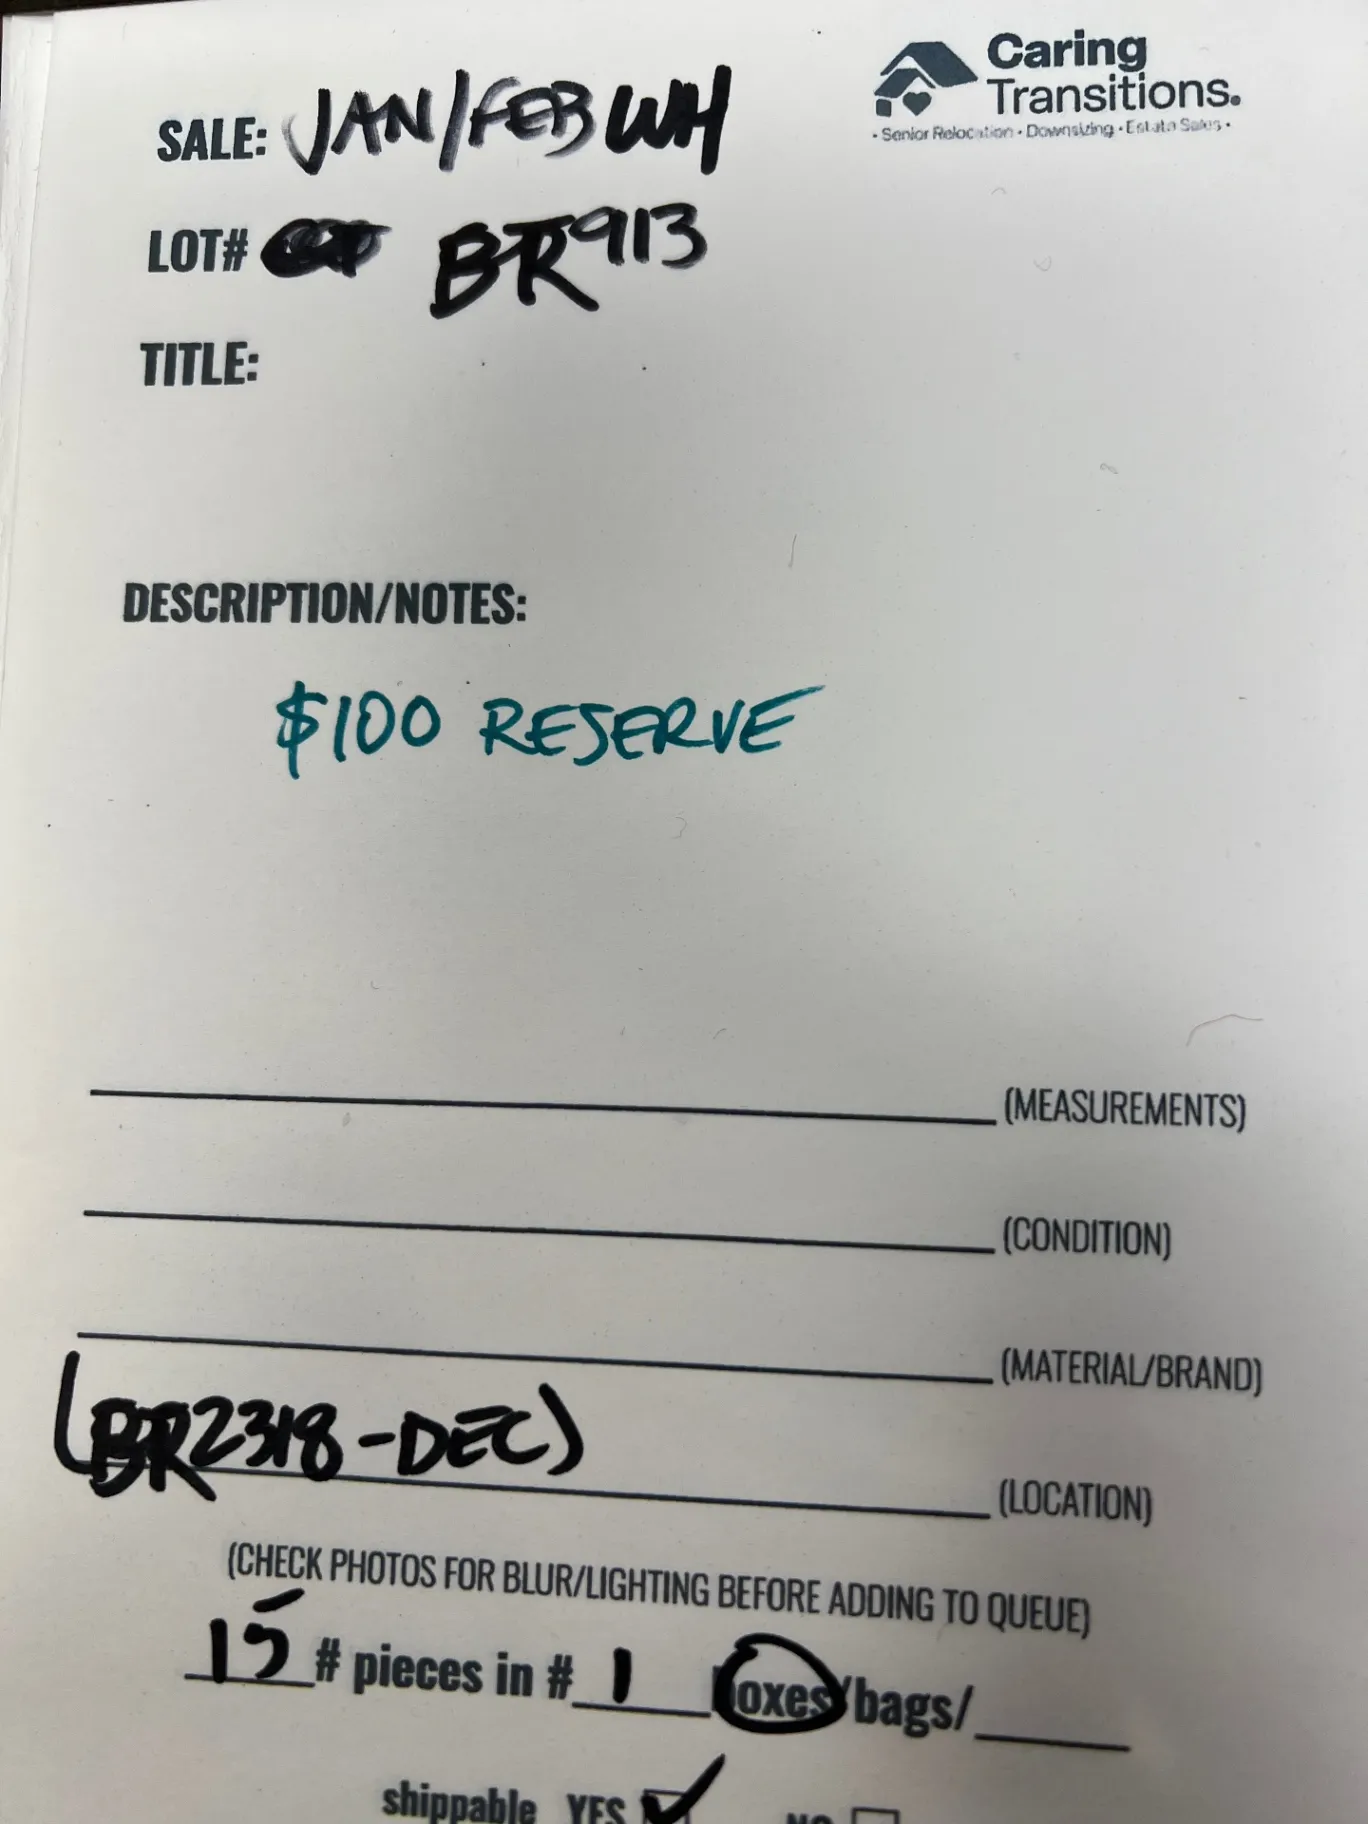 Caring
Transitions.
• Senior Relocation • Downsizing • Estate Sales •
SALE: JAN/FEB WH
LOT# BR913
TITLE:
DESCRIPTION/NOTES:
$100 RESERVE
(MEASUREMENTS)
(CONDITION)
(MATERIAL/BRAND)
(BR2318-DEC) (LOCATION)
(CHECK PHOTOS FOR BLUR/LIGHTING BEFORE ADDING TO QUEUE)
15 # pieces in # 1 boxes/bags/
shippable YES NO